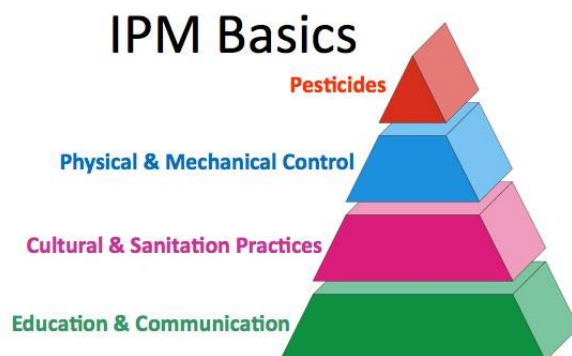 IPM Basics
Pesticides
Physical & Mechanical Control
Cultural & Sanitation Practices
Education & Communication